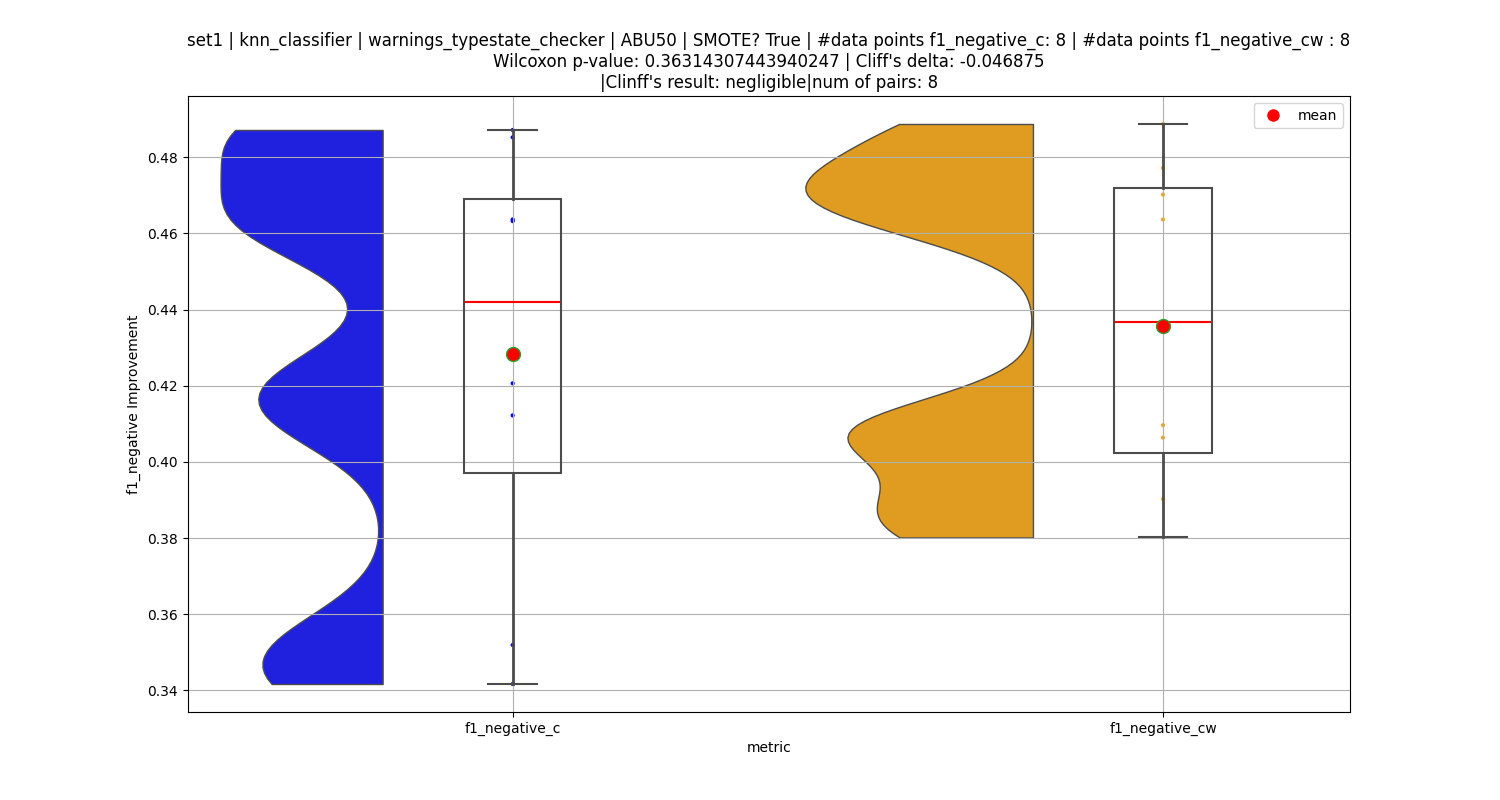 set1 | knn_classifier | warnings_typestate_checker | ABU50 | SMOTE? True | #data points f1_negative_c: 8 | #data points f1_negative_cw : 8
Wilcoxon p-value: 0.36314307443940247 | Cliff's delta: -0.046875
|Clinff's result: negligible|num of pairs: 8
mean
0.48
0.46
0.44
0.42
0.40
0.38
0.36
0.34
f1_negative Improvement
f1_negative_c
f1_negative_cw
metric